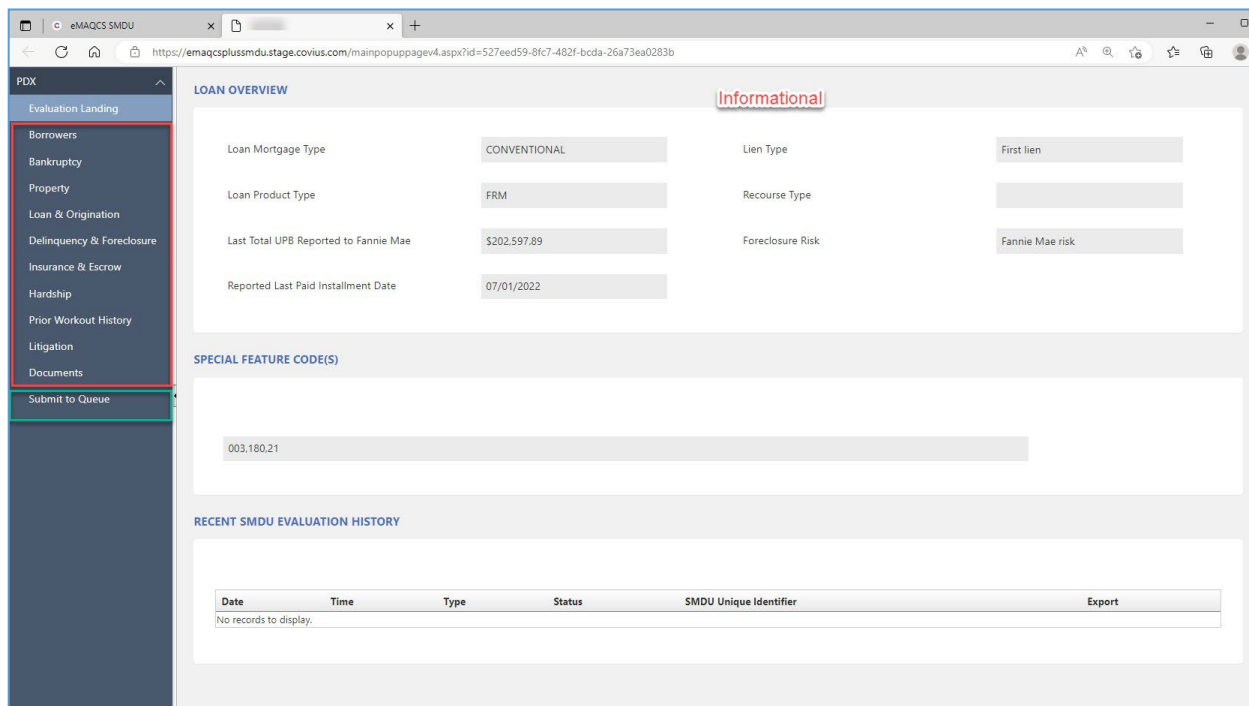 eMAQCS SMDU
https://emaqcsplussmdu.stage.covius.com/mainpopuppagev4.aspx?id=527eed59-8fc7-482f-bcda-26a73ea0283b
PDX
Evaluation Landing
Borrowers
Bankruptcy
Property
Loan & Origination
Delinquency & Foreclosure
Insurance & Escrow
Hardship
Prior Workout History
Litigation
Documents
Submit to Queue
LOAN OVERVIEW
Informational
Loan Mortgage Type CONVENTIONAL Lien Type First lien
Loan Product Type FRM Recourse Type
Last Total UPB Reported to Fannie Mae $202,597.89 Foreclosure Risk Fannie Mae risk
Reported Last Paid Installment Date 07/01/2022
SPECIAL FEATURE CODE(S)
003,180,21
RECENT SMDU EVALUATION HISTORY
Date Time Type Status SMDU Unique Identifier Export
No records to display.